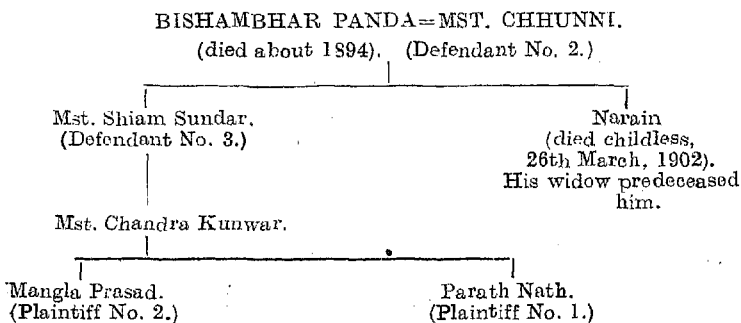 BISHAMBHAR PANDA=MST. CHHUNNI.
(died about 1894). (Defendant No. 2.)
Mst. Shiam Sundar.
(Defendant No. 3.)
Narain
(died childless,
26th March, 1902).
His widow predeceased
him.
Mst. Chandra Kunwar.
Mangla Prasad.
(Plaintiff No. 2.)
Parath Nath.
(Plaintiff No. 1.)